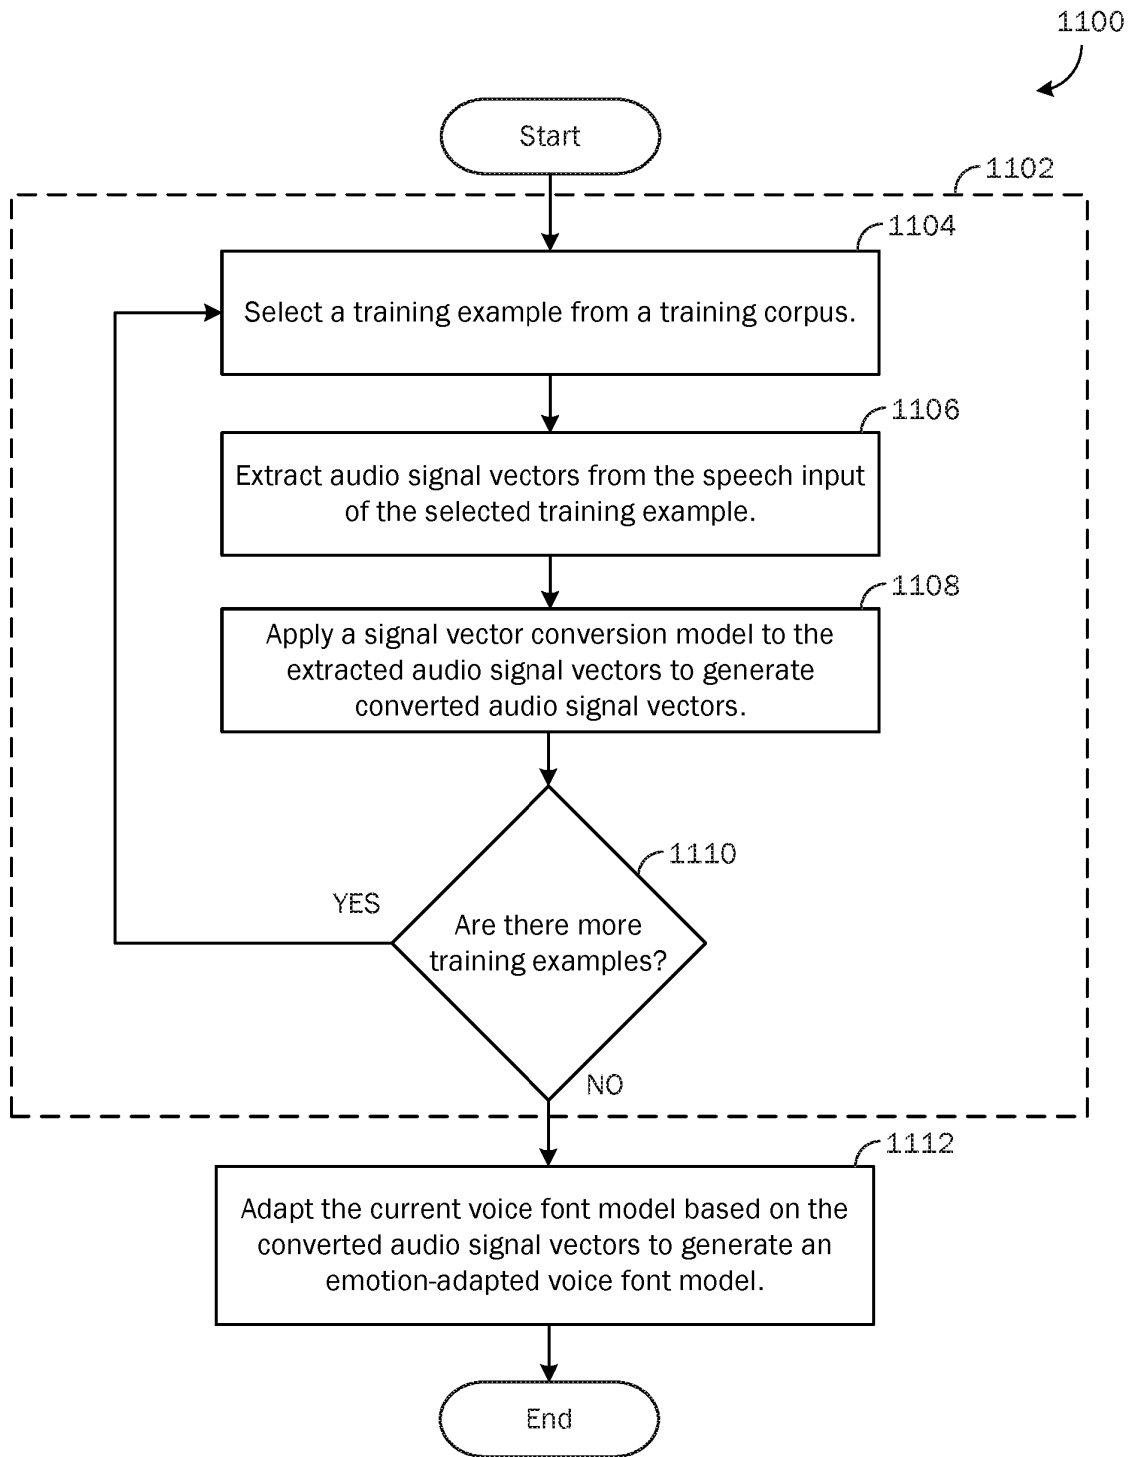 1100
Start
1102
1104
Select a training example from a training corpus.
1106
Extract audio signal vectors from the speech input
of the selected training example.
1108
Apply a signal vector conversion model to the
extracted audio signal vectors to generate
converted audio signal vectors.
1110
YES
Are there more
training examples?
NO
1112
Adapt the current voice font model based on the
converted audio signal vectors to generate an
emotion-adapted voice font model.
End